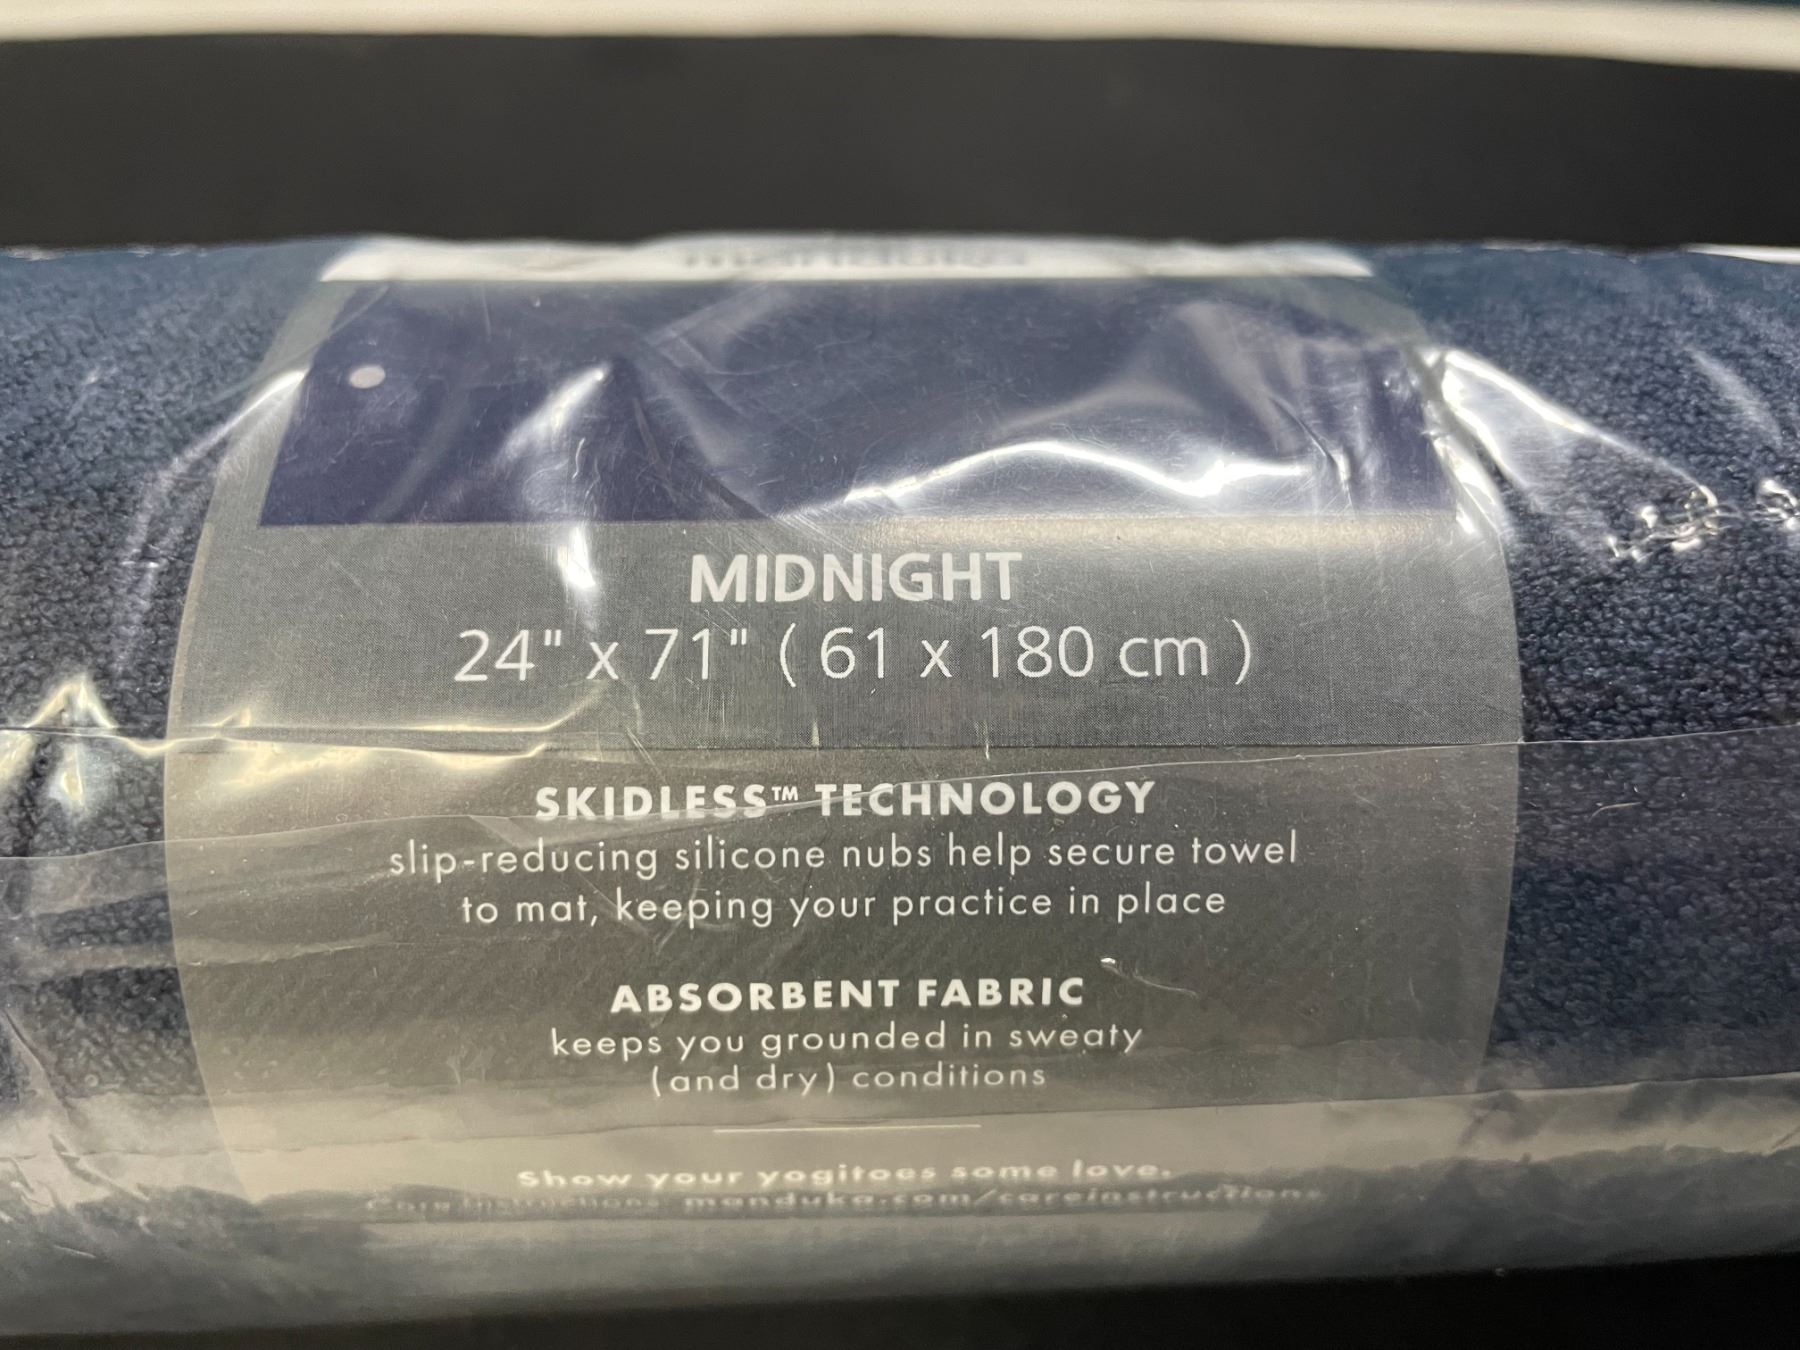 MIDNIGHT
24" x 71" ( 61 x 180 cm )
SKIDLESS™ TECHNOLOGY
slip-reducing silicone nubs help secure towel
to mat, keeping your practice in place
ABSORBENT FABRIC
keeps you grounded in sweaty
(and dry) conditions
Show your yogitoes some love.
Care instructions: manduka.com/careinstructions